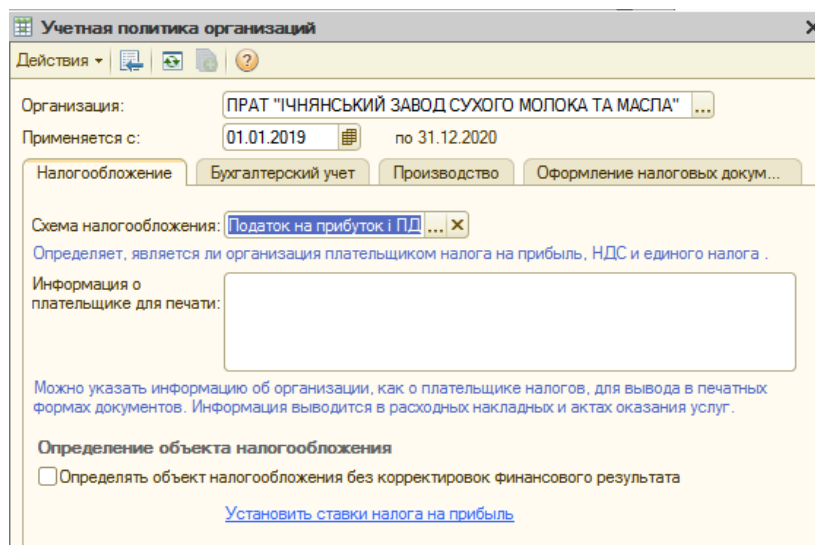 Учетная политика организаций
Действия
Организация: ПРАТ "ІЧНЯНСЬКИЙ ЗАВОД СУХОГО МОЛОКА ТА МАСЛА" ...
Применяется с: 01.01.2019 по 31.12.2020
Налогообложение Бухгалтерский учет Производство Оформление налоговых докум...
Схема налогообложения: Податок на прибуток і ПД ...
Определяет, является ли организация плательщиком налога на прибыль, НДС и единого налога .
Информация о
плательщике для печати:
Можно указать информацию об организации, как о плательщике налогов, для вывода в печатных
формах документов. Информация выводится в расходных накладных и актах оказания услуг.
Определение объекта налогообложения
Определять объект налогообложения без корректировок финансового результата
Установить ставки налога на прибыль